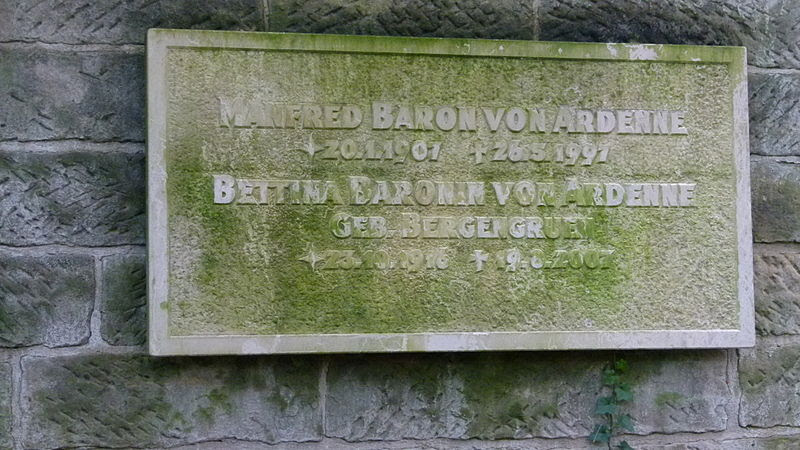 MANFRED BARON VON ARDENNE
20.1.1907 † 26.5.1997
BETTINA BARONIN VON ARDENNE
GEB. BERGENGRUEN
23.10.1916 † 19.6.2007